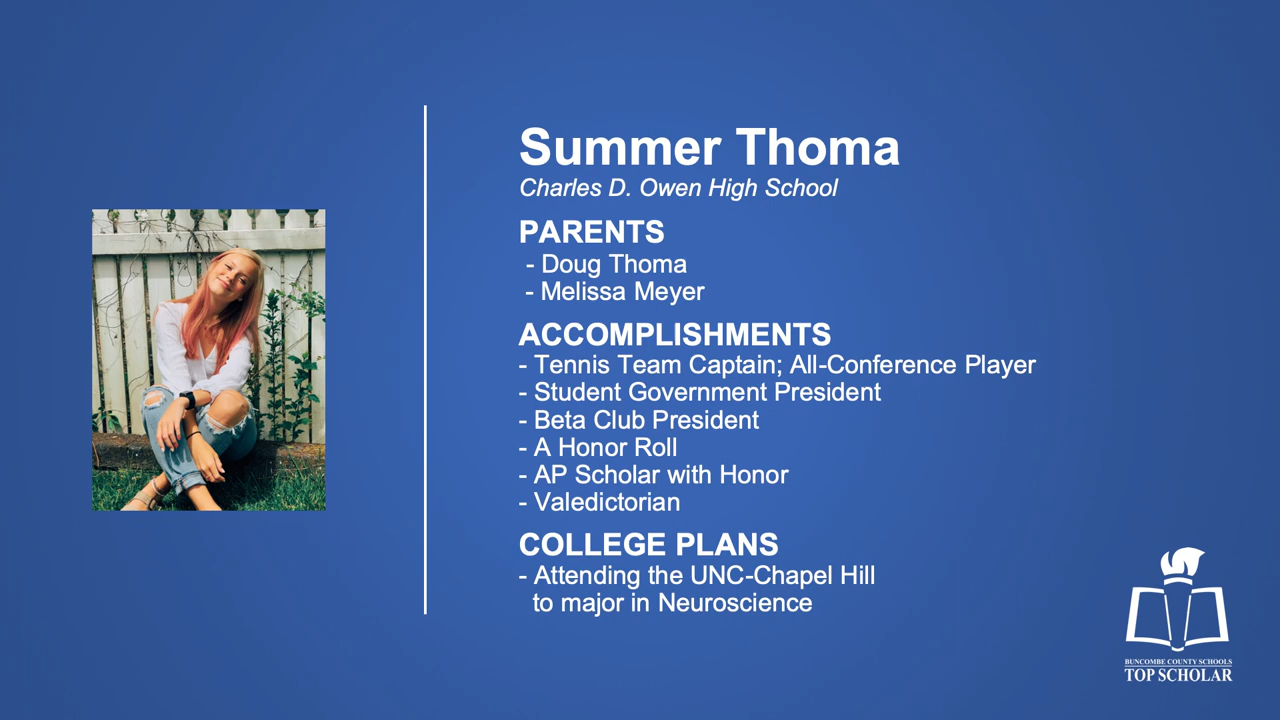 Summer Thoma
Charles D. Owen High School
PARENTS
- Doug Thoma
- Melissa Meyer
ACCOMPLISHMENTS
- Tennis Team Captain; All-Conference Player
- Student Government President
- Beta Club President
- A Honor Roll
- AP Scholar with Honor
- Valedictorian
COLLEGE PLANS
- Attending the UNC-Chapel Hill
to major in Neuroscience
BUNCOMBE COUNTY SCHOOLS
TOP SCHOLAR